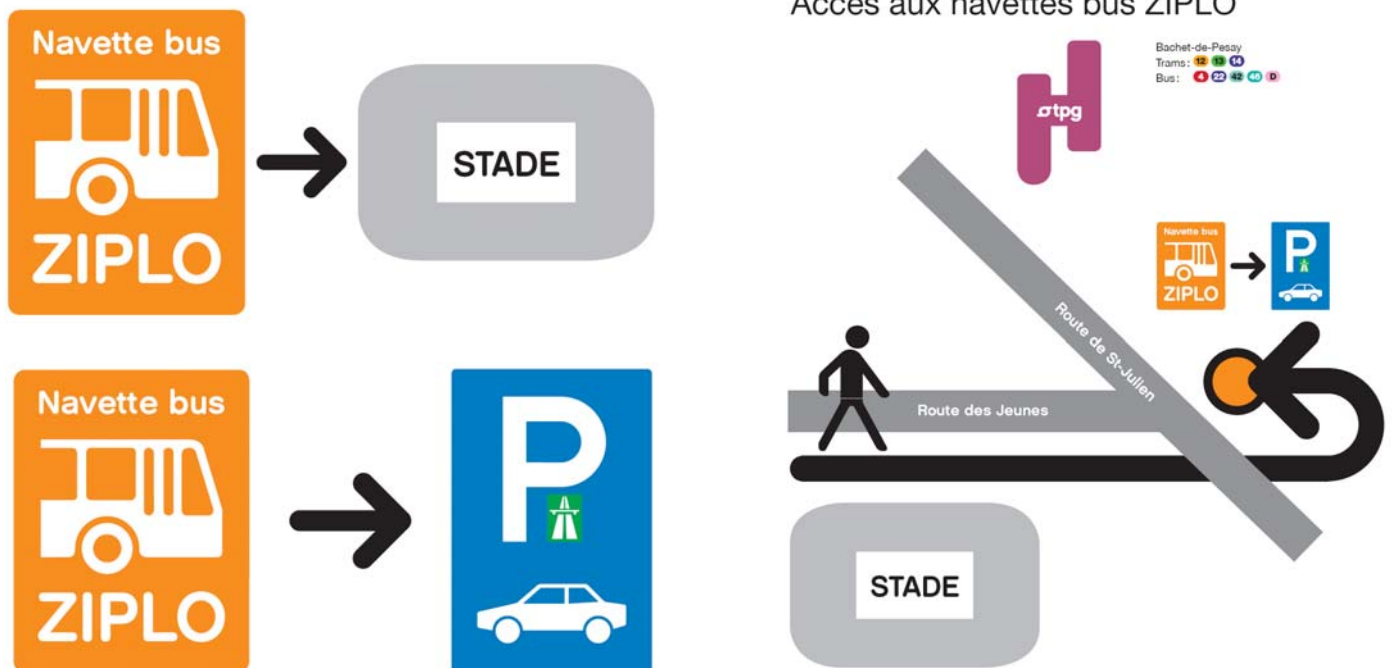 Navette bus
ZIPLO
STADE
Navette bus
ZIPLO
P
Accès aux navettes bus ZIPLO
tpg
Bachet-de-Pesay
Trams: 12 13 14
Bus: 4 22 42 46 D
Navette bus
ZIPLO
P
Route de St-Julien
Route des Jeunes
STADE